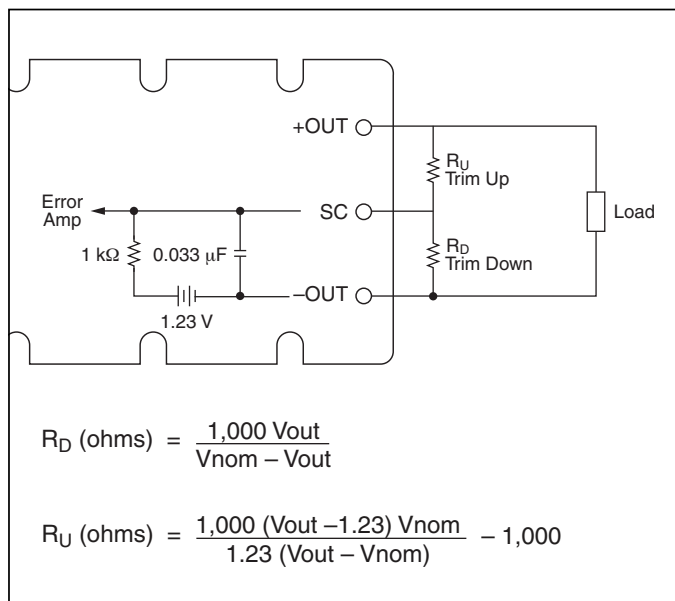 +OUT
R_U
Trim Up
Error
Amp
SC
Load
1 kΩ
0.033 µF
R_D
Trim Down
–OUT
1.23 V
R_D (ohms) = 1,000 Vout / Vnom – Vout
R_U (ohms) = 1,000 (Vout –1.23) Vnom / 1.23 (Vout – Vnom) – 1,000